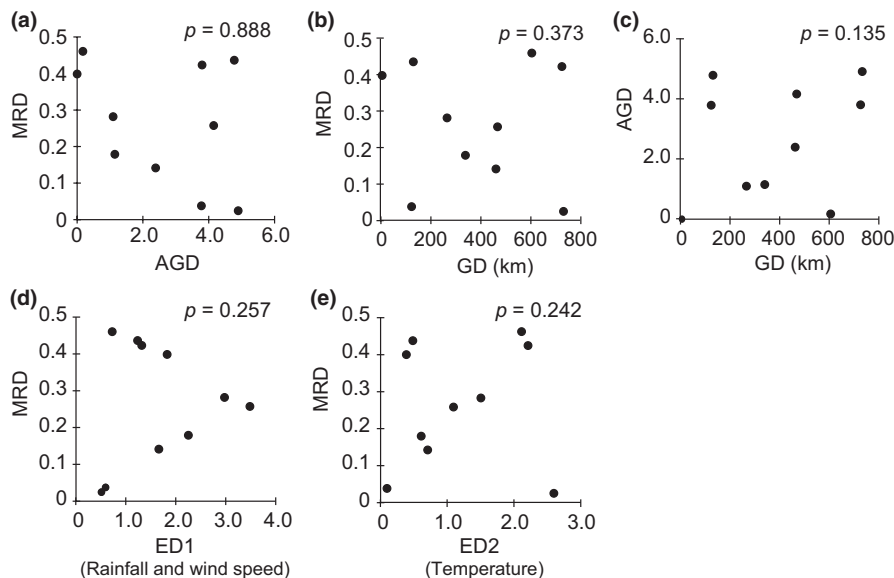 (a)
p = 0.888
0.5
0.4
0.3
0.2
0.1
0
MRD
0
2.0
4.0
6.0
AGD
(b)
p = 0.373
0.5
0.4
0.3
0.2
0.1
0
MRD
0
200
400
600
800
GD (km)
(c)
p = 0.135
6.0
4.0
2.0
0.0
AGD
0
200
400
600
800
GD (km)
(d)
p = 0.257
0.5
0.4
0.3
0.2
0.1
0
MRD
0
1.0
2.0
3.0
4.0
ED1
(Rainfall and wind speed)
(e)
p = 0.242
0.5
0.4
0.3
0.2
0.1
0
MRD
0
1.0
2.0
3.0
ED2
(Temperature)